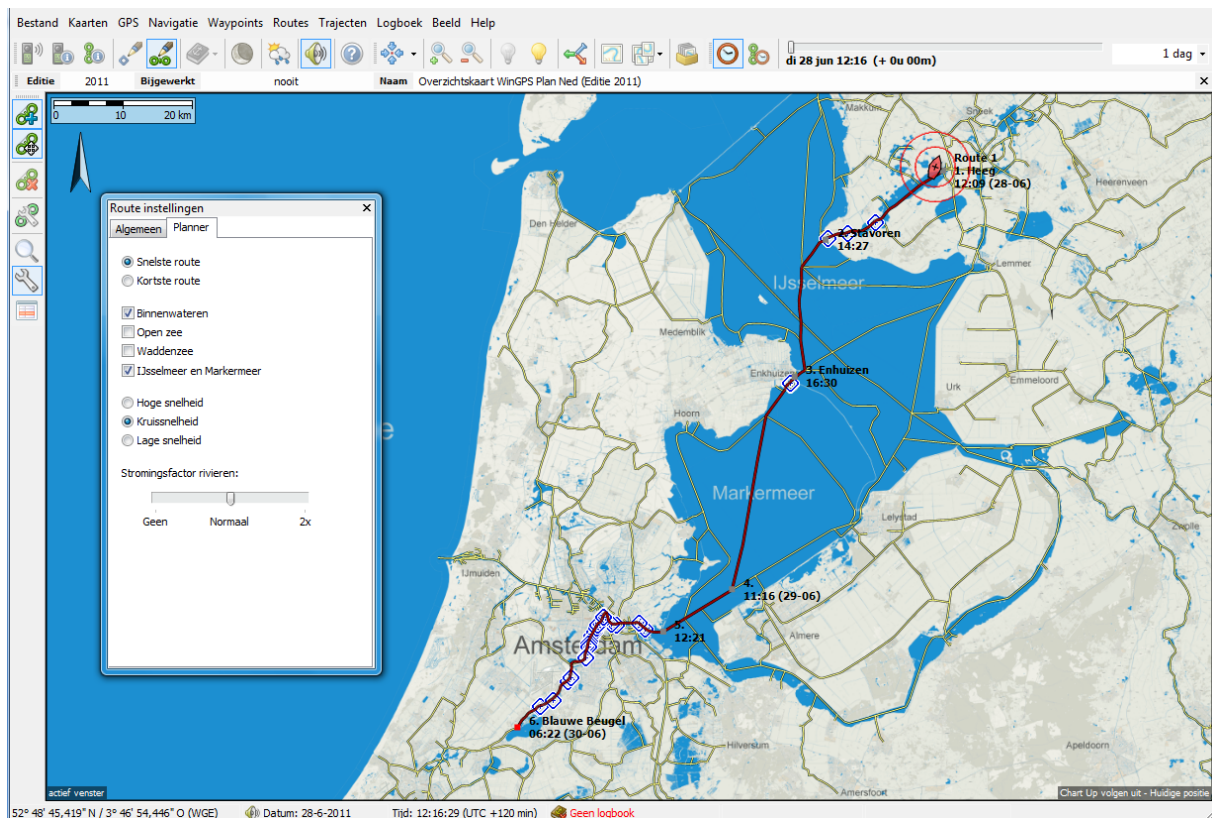 Bestand Kaarten GPS Navigatie Waypoints Routes Trajecten Logboek Beeld Help
di 28 jun 12:16 (+ 0u 00m)
1 dag
Editie 2011 Bijgewerkt nooit Naam Overzichtskaart WinGPS Plan Ned (Editie 2011)
0 10 20 km
Route instellingen
Algemeen Planner
Snelste route
Kortste route
Binnenwateren
Open zee
Waddenzee
IJsselmeer en Markermeer
Hoge snelheid
Kruissnelheid
Lage snelheid
Stromingsfactor rivieren:
Geen Normaal 2x
Makkum
Sneek
Route 1
1. Heeg
12:09 (28-06)
Heerenveen
Den Helder
2. Stavoren
14:27
Lemmer
IJsselmeer
Medemblik
Enkhuizen
3. Enhuizen
16:30
Urk
Emmeloord
Hoorn
e
Markermeer
Lelystad
Zwolle
IJmuiden
4.
11:16 (29-06)
5.
12:21
Almere
Amsterdam
6. Blauwe Beugel
06:22 (30-06)
Hilversum
Apeldoorn
Amersfoort
actief venster
Chart Up volgen uit - Huidige positie
52° 48' 45,419" N / 3° 46' 54,446" O (WGE) Datum: 28-6-2011 Tijd: 12:16:29 (UTC +120 min) Geen logbook